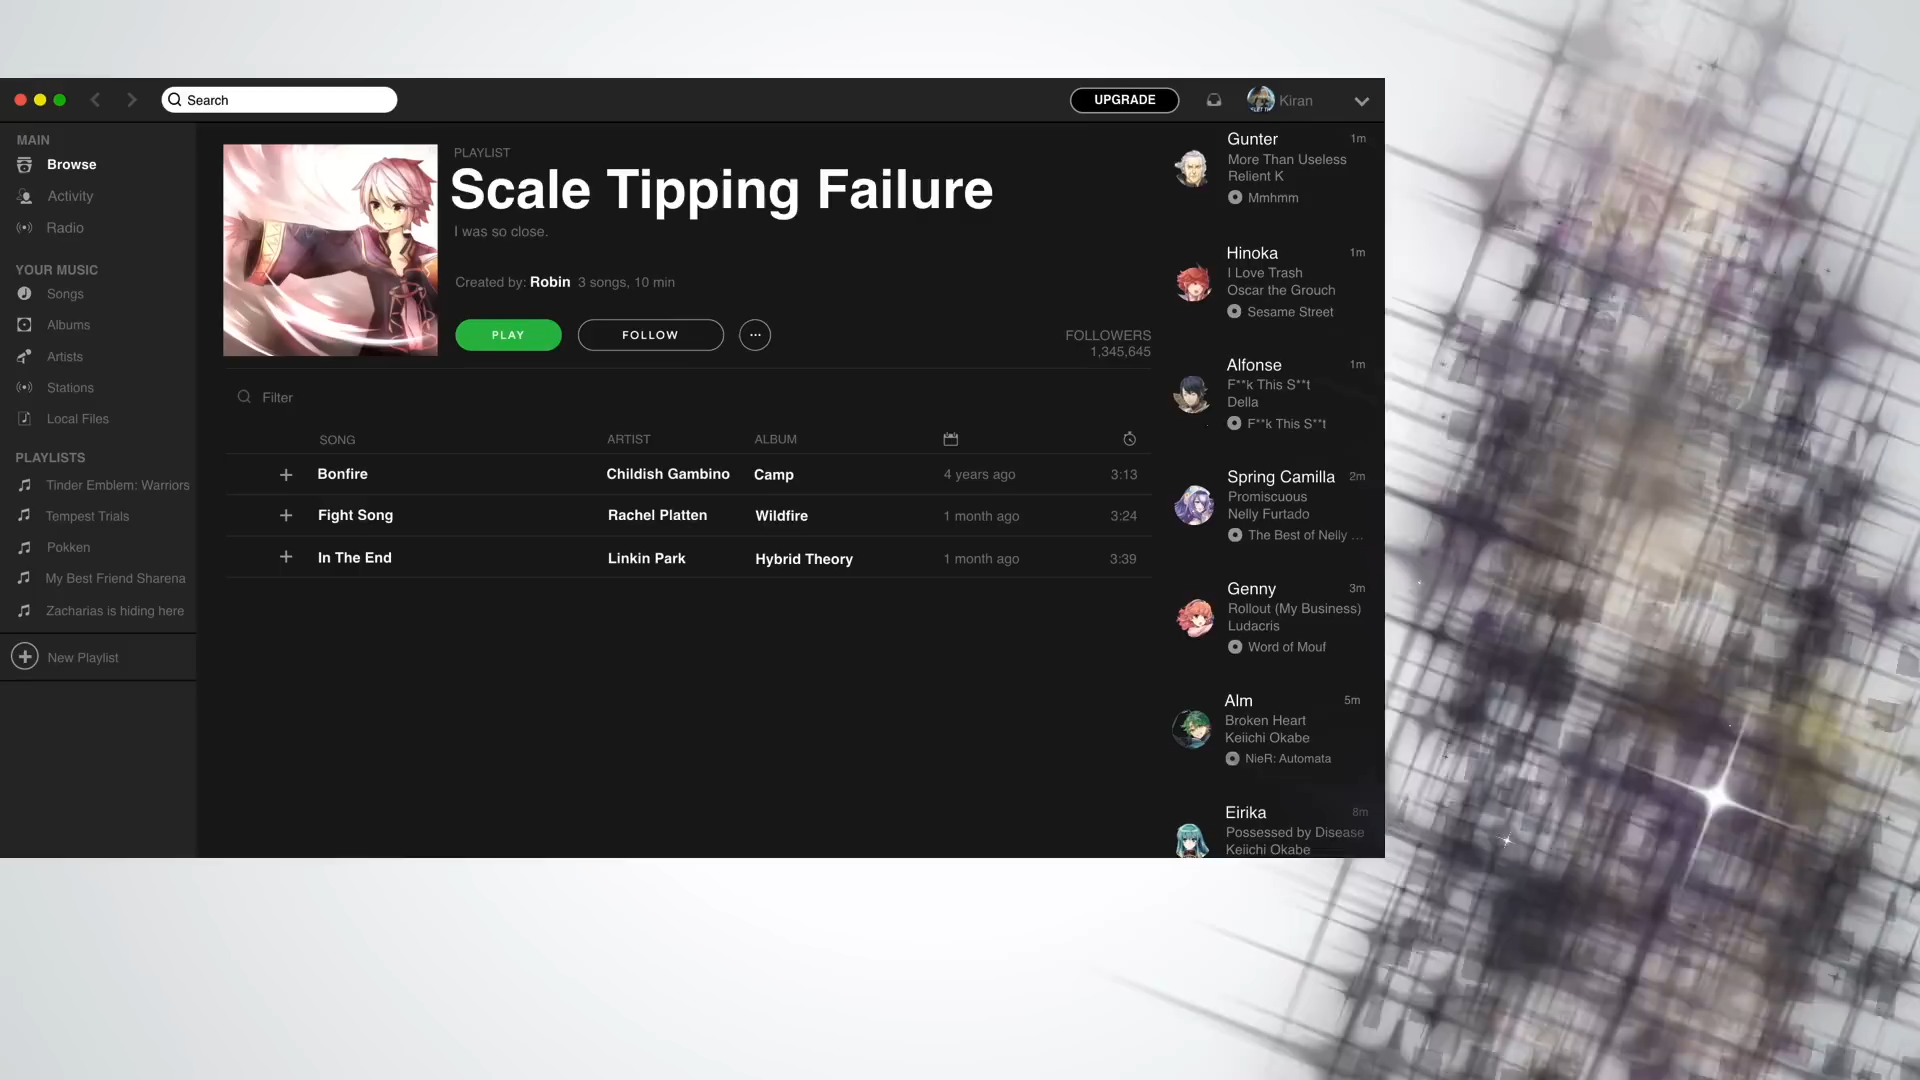 Search
UPGRADE
Kiran
MAIN
Browse
Activity
Radio
YOUR MUSIC
Songs
Albums
Artists
Stations
Local Files
PLAYLISTS
Tinder Emblem: Warriors
Tempest Trials
Pokken
My Best Friend Sharena
Zacharias is hiding here
New Playlist
PLAYLIST
Scale Tipping Failure
I was so close.
Created by: Robin 3 songs, 10 min
PLAY
FOLLOW
FOLLOWERS
1,345,645
Filter
SONG ARTIST ALBUM
Bonfire Childish Gambino Camp 4 years ago 3:13
Fight Song Rachel Platten Wildfire 1 month ago 3:24
In The End Linkin Park Hybrid Theory 1 month ago 3:39
Gunter 1m
More Than Useless
Relient K
Mmhmm
Hinoka 1m
I Love Trash
Oscar the Grouch
Sesame Street
Alfonse 1m
F**k This S**t
Della
F**k This S**t
Spring Camilla 2m
Promiscuous
Nelly Furtado
The Best of Nelly ...
Genny 3m
Rollout (My Business)
Ludacris
Word of Mouf
Alm 5m
Broken Heart
Keiichi Okabe
NieR: Automata
Eirika 8m
Possessed by Disease
Keiichi Okabe